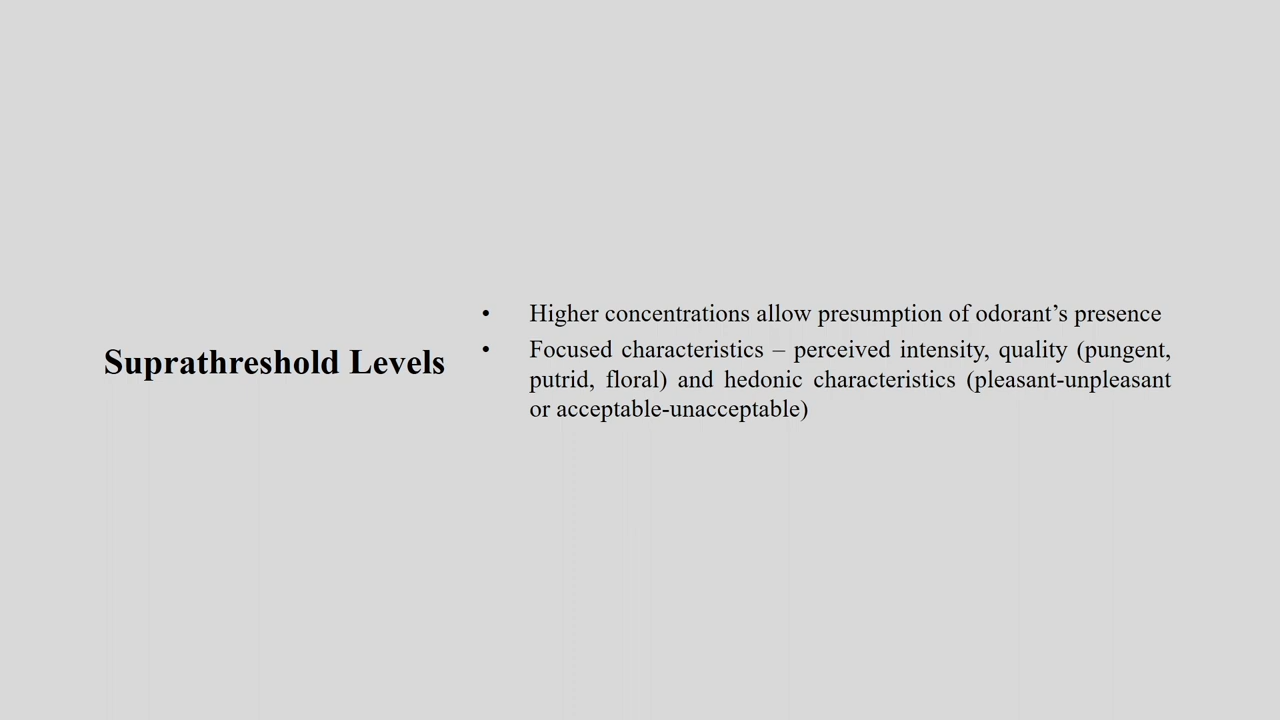 Suprathreshold Levels
• Higher concentrations allow presumption of odorant’s presence
• Focused characteristics – perceived intensity, quality (pungent,
putrid, floral) and hedonic characteristics (pleasant-unpleasant
or acceptable-unacceptable)